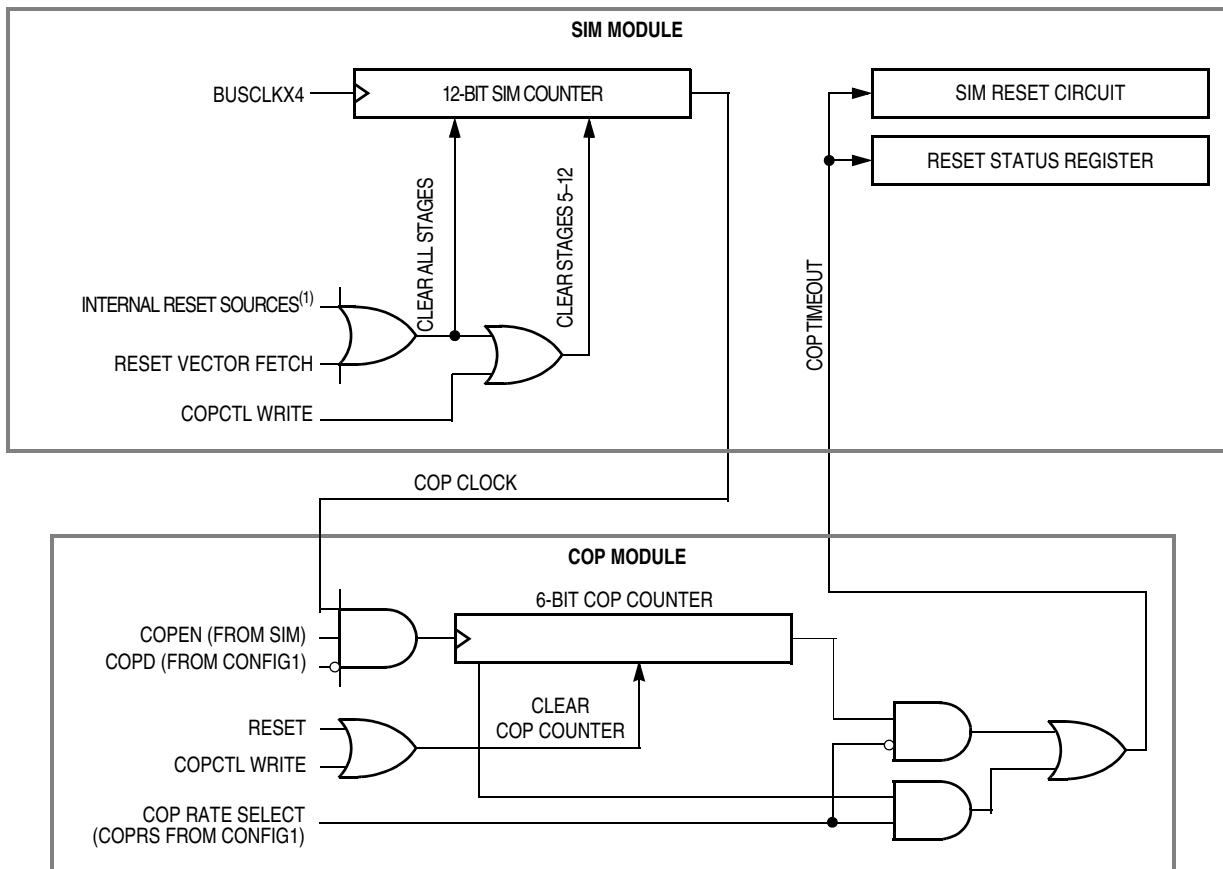 SIM MODULE
BUSCLKX4
12-BIT SIM COUNTER
SIM RESET CIRCUIT
RESET STATUS REGISTER
CLEAR ALL STAGES
CLEAR STAGES 5–12
COP TIMEOUT
INTERNAL RESET SOURCES(1)
RESET VECTOR FETCH
COPCTL WRITE
COP CLOCK
COP MODULE
6-BIT COP COUNTER
COPEN (FROM SIM)
COPD (FROM CONFIG1)
CLEAR
COP COUNTER
RESET
COPCTL WRITE
COP RATE SELECT
(COPRS FROM CONFIG1)